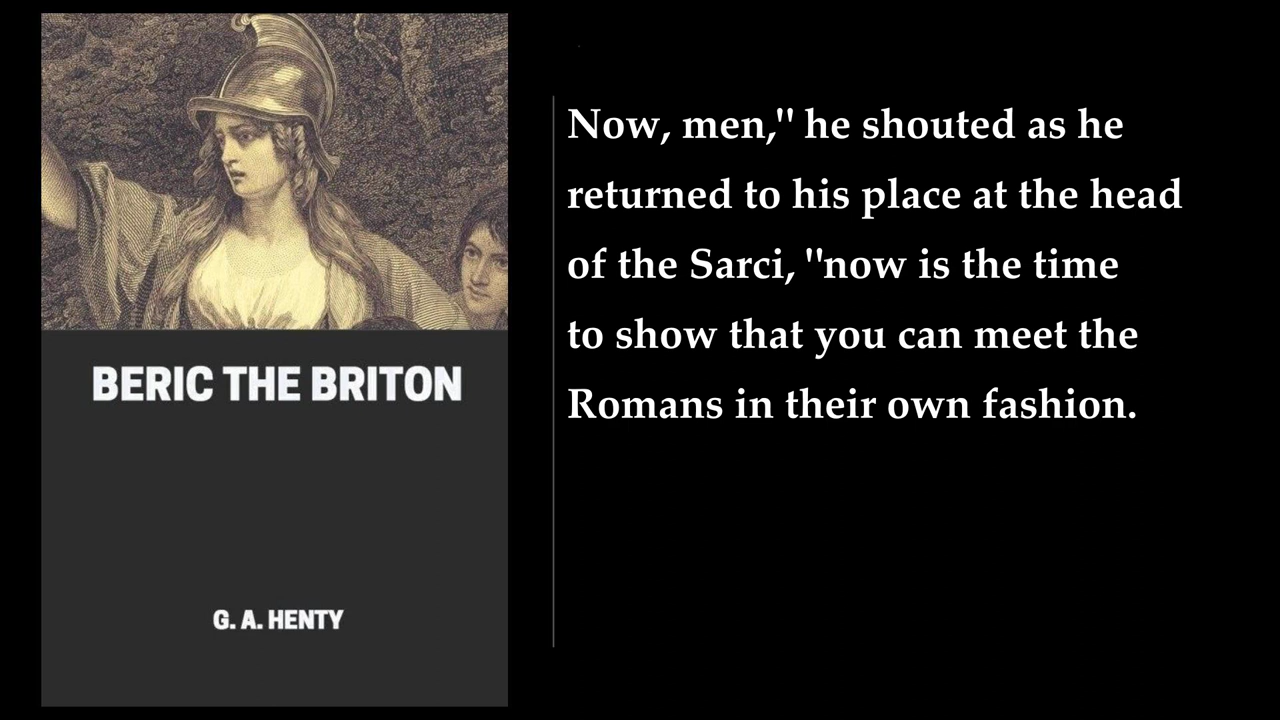 BERIC THE BRITON
G. A. HENTY
Now, men," he shouted as he
returned to his place at the head
of the Sarci, "now is the time
to show that you can meet the
Romans in their own fashion.